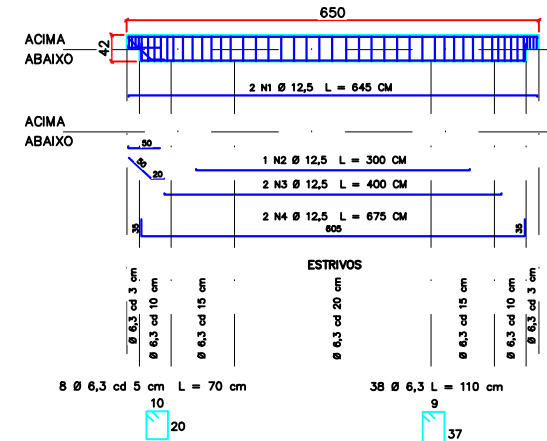 650
42
ACIMA
ABAIXO
2 N1 Ø 12,5 L = 645 CM
ACIMA
ABAIXO
50
50
20
1 N2 Ø 12,5 L = 300 CM
2 N3 Ø 12,5 L = 400 CM
2 N4 Ø 12,5 L = 675 CM
35
605
35
ESTRIVOS
Ø 6,3 cd 3 cm
Ø 6,3 cd 10 cm
Ø 6,3 cd 15 cm
Ø 6,3 cd 20 cm
Ø 6,3 cd 15 cm
Ø 6,3 cd 10 cm
Ø 6,3 cd 3 cm
8 Ø 6,3 cd 5 cm L = 70 cm
38 Ø 6,3 L = 110 cm
10
20
9
37